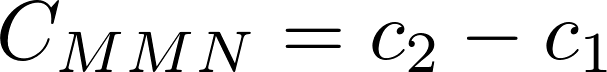 $C_{MMN} = c_2 - c_1$